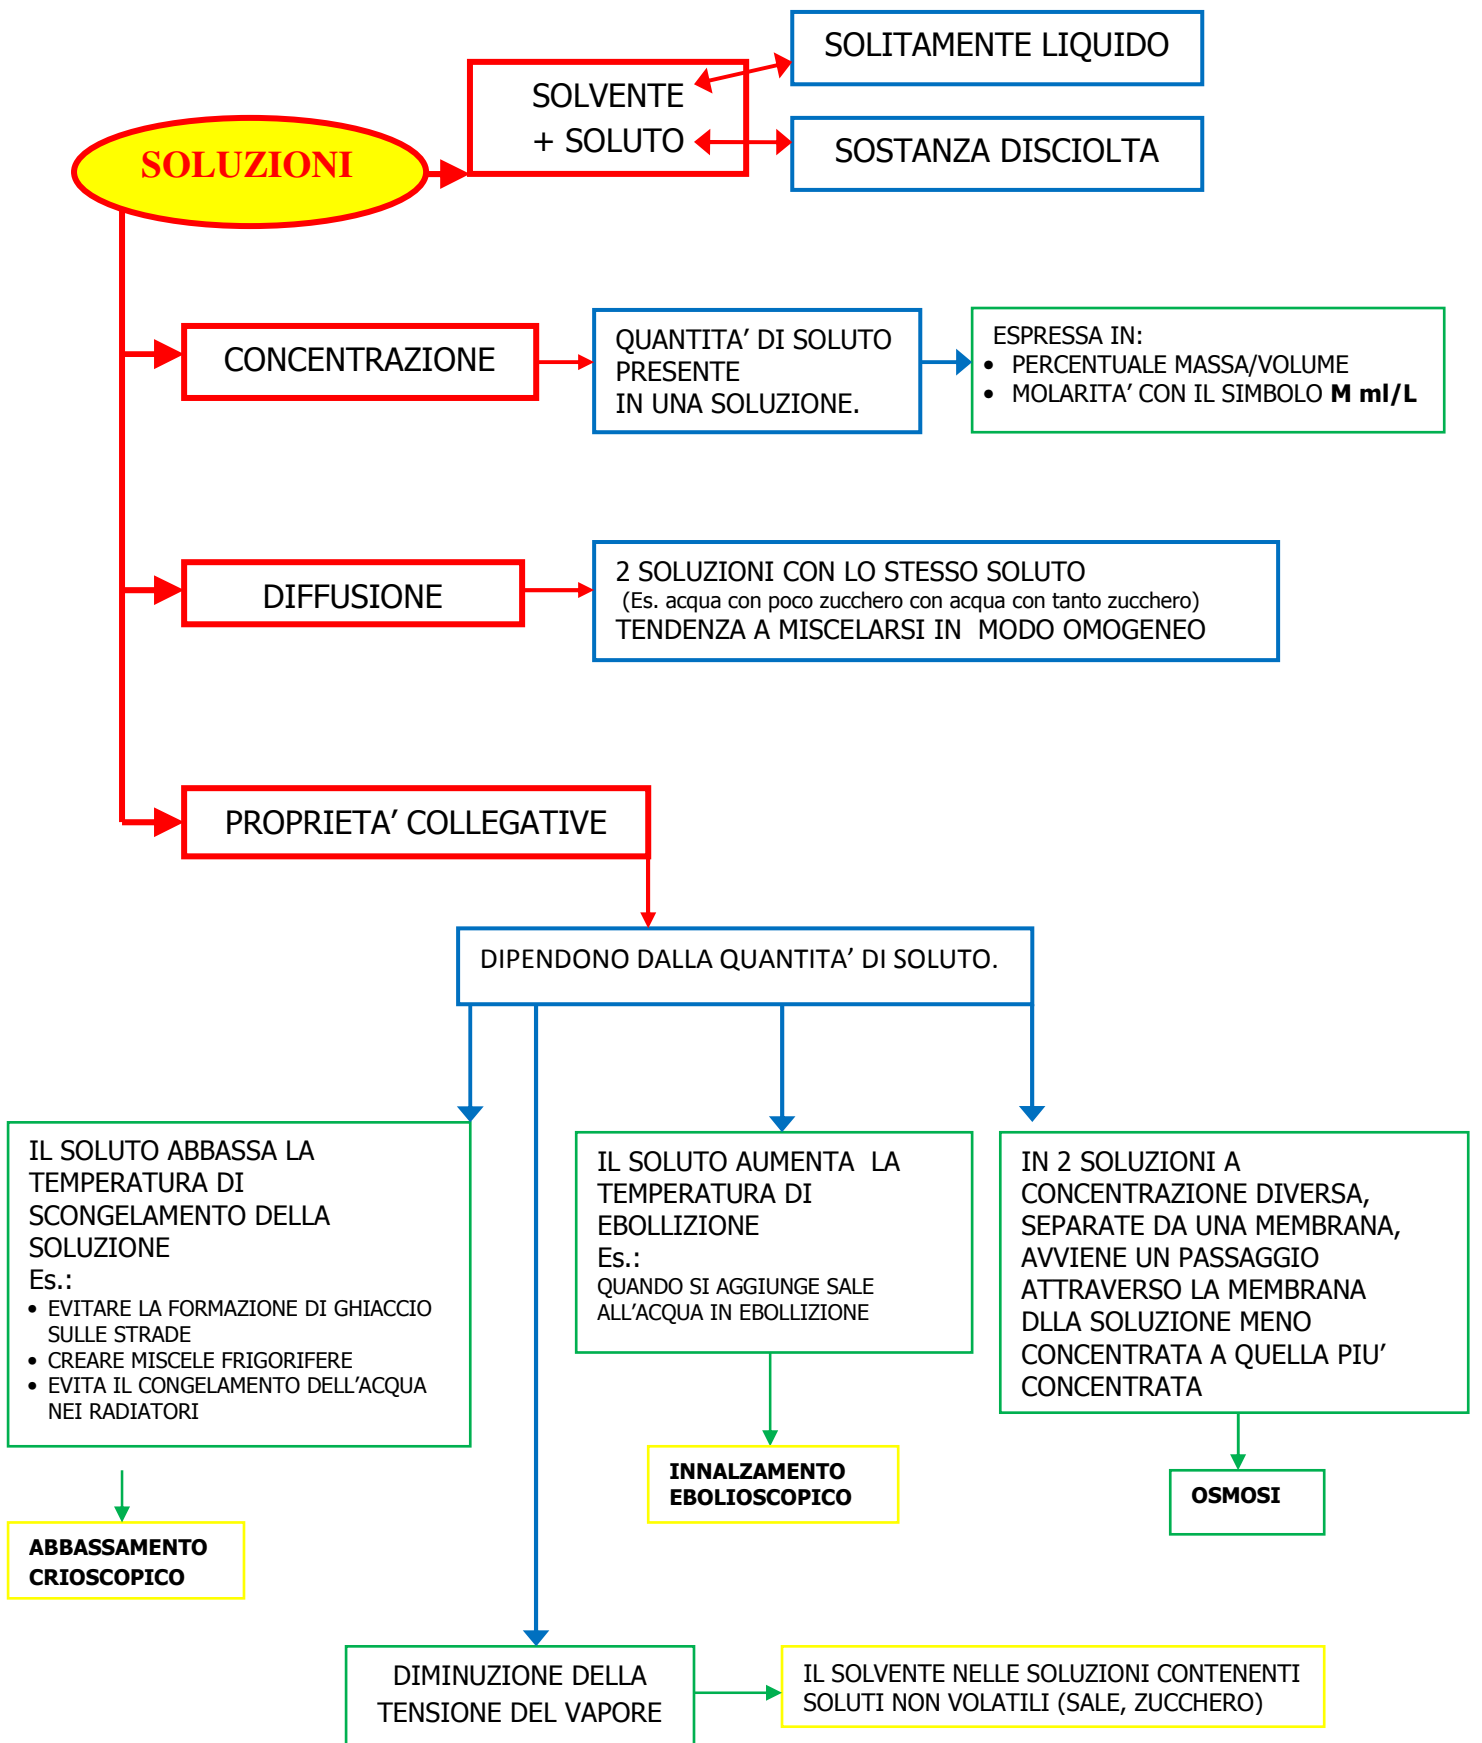 SOLUZIONI
SOLVENTE
+ SOLUTO
SOLITAMENTE LIQUIDO
SOSTANZA DISCIOLTA
CONCENTRAZIONE
QUANTITA’ DI SOLUTO
PRESENTE
IN UNA SOLUZIONE.
ESPRESSA IN:
• PERCENTUALE MASSA/VOLUME
• MOLARITA’ CON IL SIMBOLO M ml/L
DIFFUSIONE
2 SOLUZIONI CON LO STESSO SOLUTO
(Es. acqua con poco zucchero con acqua con tanto zucchero)
TENDENZA A MISCELARSI IN MODO OMOGENEO
PROPRIETA’ COLLEGATIVE
DIPENDONO DALLA QUANTITA’ DI SOLUTO.
IL SOLUTO ABBASSA LA
TEMPERATURA DI
SCONGELAMENTO DELLA
SOLUZIONE
Es.:
• EVITARE LA FORMAZIONE DI GHIACCIO
SULLE STRADE
• CREARE MISCELE FRIGORIFERE
• EVITA IL CONGELAMENTO DELL’ACQUA
NEI RADIATORI
ABBASSAMENTO
CRIOSCOPICO
IL SOLUTO AUMENTA LA
TEMPERATURA DI
EBOLLIZIONE
Es.:
QUANDO SI AGGIUNGE SALE
ALL’ACQUA IN EBOLLIZIONE
INNALZAMENTO
EBOLIOSCOPICO
IN 2 SOLUZIONI A
CONCENTRAZIONE DIVERSA,
SEPARATE DA UNA MEMBRANA,
AVVIENE UN PASSAGGIO
ATTRAVERSO LA MEMBRANA
DLLA SOLUZIONE MENO
CONCENTRATA A QUELLA PIU’
CONCENTRATA
OSMOSI
DIMINUZIONE DELLA
TENSIONE DEL VAPORE
IL SOLVENTE NELLE SOLUZIONI CONTENENTI
SOLUTI NON VOLATILI (SALE, ZUCCHERO)